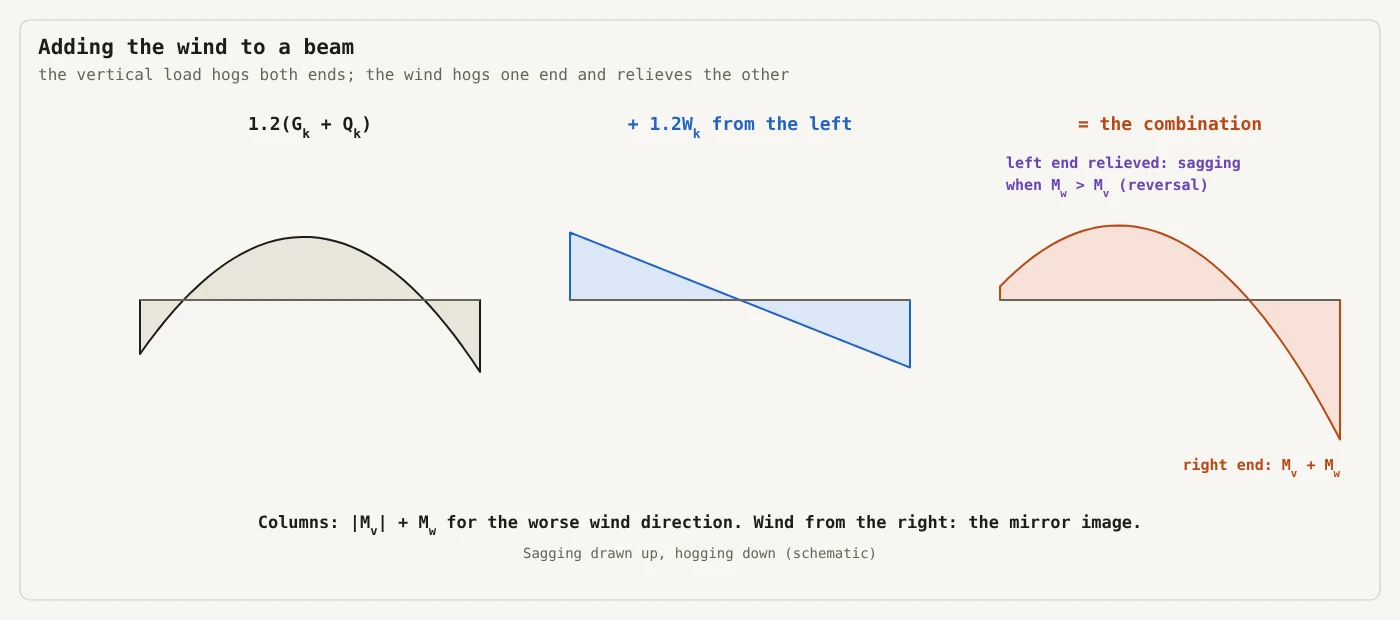 Adding the wind to a beam
the vertical load hogs both ends; the wind hogs one end and relieves the other
1.2(Gk + Qk)
+ 1.2Wk from the left
= the combination
left end relieved: sagging
when Mw > Mv (reversal)
right end: Mv + Mw
Columns: |Mv| + Mw for the worse wind direction. Wind from the right: the mirror image.
Sagging drawn up, hogging down (schematic)